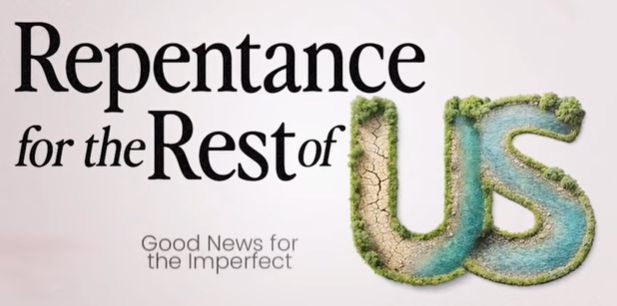 Repentance
for the Rest of US
Good News for
the Imperfect